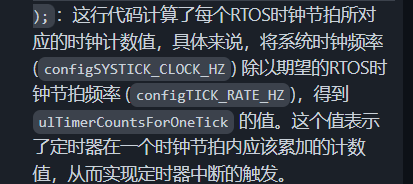 );：这行代码计算了每个RTOS时钟节拍所对
应的时钟计数值，具体来说，将系统时钟频率
(configSYSTICK_CLOCK_HZ) 除以期望的RTOS时
钟节拍频率 (configTICK_RATE_HZ)，得到
ulTimerCountsForOneTick 的值。这个值表示
了定时器在一个时钟节拍内应该累加的计数
值，从而实现定时器中断的触发。